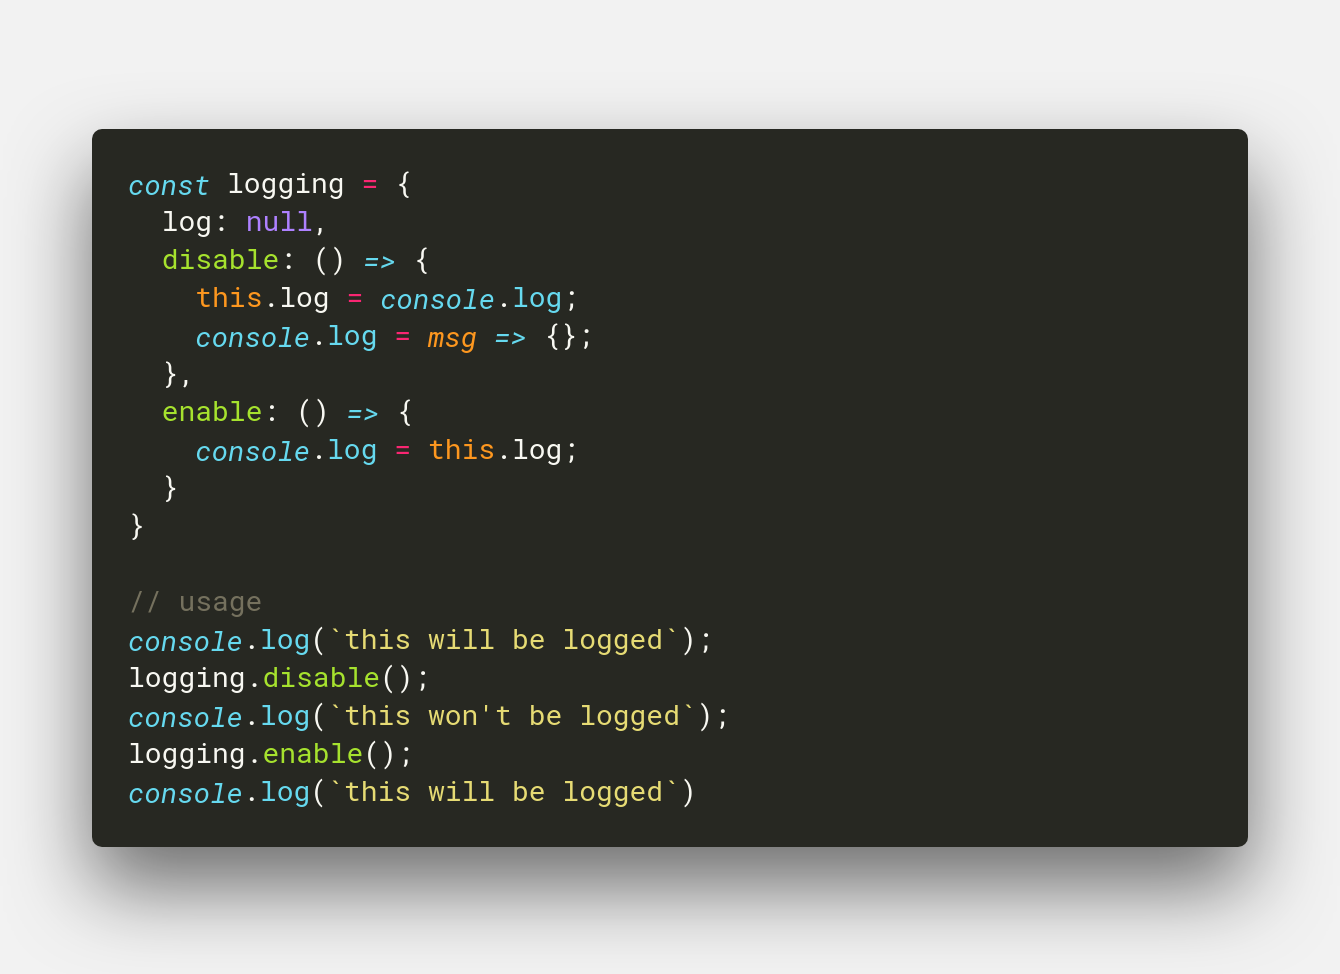 const logging = {
  log: null,
  disable: () => {
    this.log = console.log;
    console.log = msg => {};
  },
  enable: () => {
    console.log = this.log;
  }
}

// usage
console.log(`this will be logged`);
logging.disable();
console.log(`this won't be logged`);
logging.enable();
console.log(`this will be logged`)